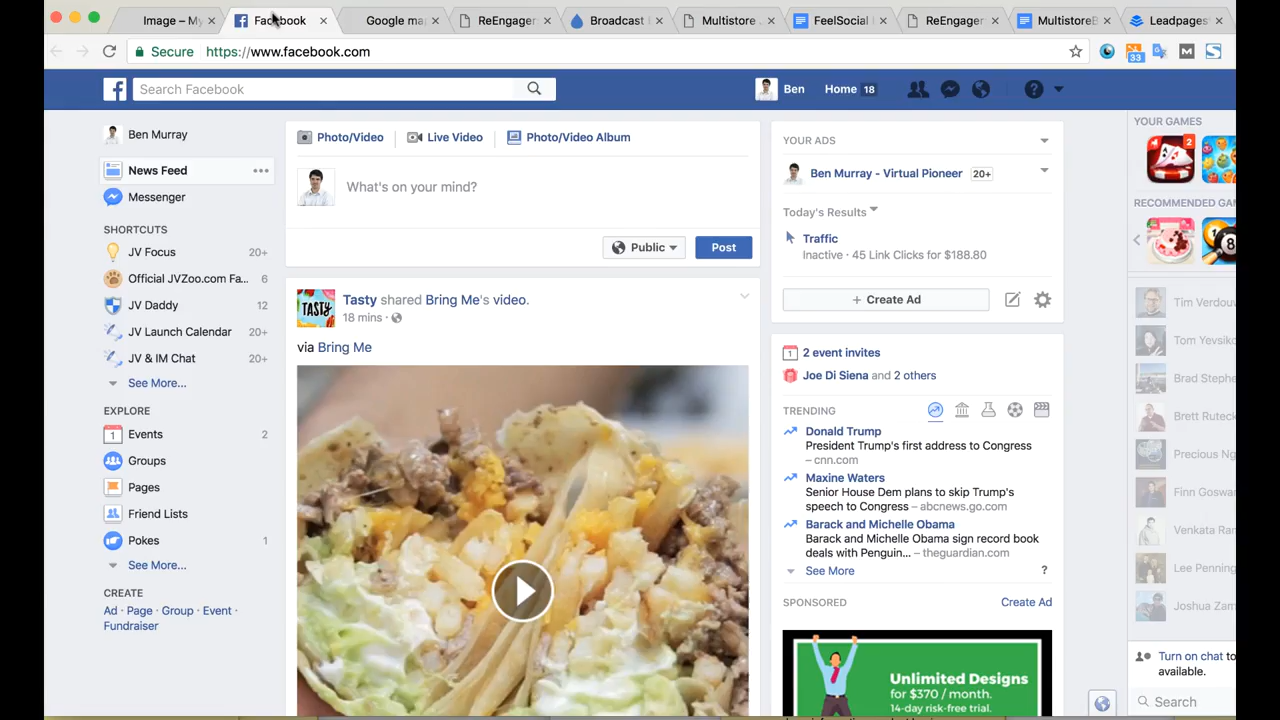 Image – My
Facebook
Google ma
ReEngager
Broadcast
Multistore
FeelSocial
ReEngager
MultistoreB
Leadpages
Secure
https://www.facebook.com
33
Search Facebook
Ben
Home 18
Ben Murray
News Feed
Messenger
SHORTCUTS
JV Focus 20+
Official JVZoo.com Fa... 6
JV Daddy 12
JV Launch Calendar 20+
JV & IM Chat 20+
See More...
EXPLORE
Events 2
Groups
Pages
Friend Lists
Pokes 1
See More...
CREATE
Ad · Page · Group · Event ·
Fundraiser
Photo/Video
Live Video
Photo/Video Album
What's on your mind?
Public
Post
TASTY
Tasty shared Bring Me's video.
18 mins ·
via Bring Me
YOUR ADS
Ben Murray - Virtual Pioneer 20+
Today's Results
Traffic
Inactive · 45 Link Clicks for $188.80
+ Create Ad
2 event invites
Joe Di Siena and 2 others
TRENDING
Donald Trump
President Trump's first address to Congress
– cnn.com
Maxine Waters
Senior House Dem plans to skip Trump's
speech to Congress – abcnews.go.com
Barack and Michelle Obama
Barack and Michelle Obama sign record book
deals with Penguin... – theguardian.com
See More
?
SPONSORED
Create Ad
Unlimited Designs
for $370 / month.
14-day risk-free trial.
YOUR GAMES
2
RECOMMENDED GA
Tim Verdouw
Tom Yevsiko
Brad Stephe
Brett Ruteck
Precious Ng
Finn Goswar
Venkata Ran
Lee Penning
Joshua Zam
Turn on chat to
available.
Search